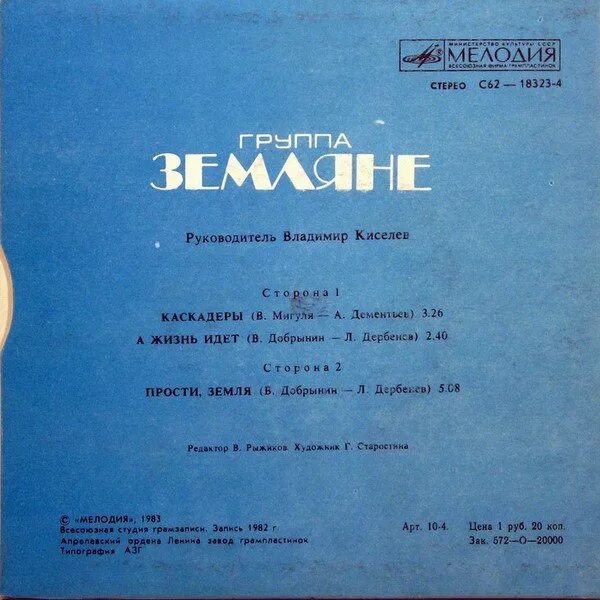 МИНИСТЕРСТВО КУЛЬТУРЫ СССР
МЕЛОДИЯ
ВСЕСОЮЗНАЯ ФИРМА ГРАМПЛАСТИНОК
СТЕРЕО С62 — 18323-4
ГРУППА
ЗЕМЛЯНЕ
Руководитель Владимир Киселев
Сторона 1
КАСКАДЕРЫ (В. Мигуля — А. Дементьев) 3.26
А ЖИЗНЬ ИДЕТ (В. Добрынин — Л. Дербенев) 2.40
Сторона 2
ПРОСТИ, ЗЕМЛЯ (В. Добрынин — Л. Дербенев) 5.08
Редактор В. Рыжиков. Художник Г. Старостина
© «МЕЛОДИЯ», 1983
Всесоюзная студия грамзаписи. Запись 1982 г.
Апрелевский ордена Ленина завод грампластинок
Типография АЗГ
Арт. 10-4. Цена 1 руб. 20 коп.
Зак. 572—О—20000